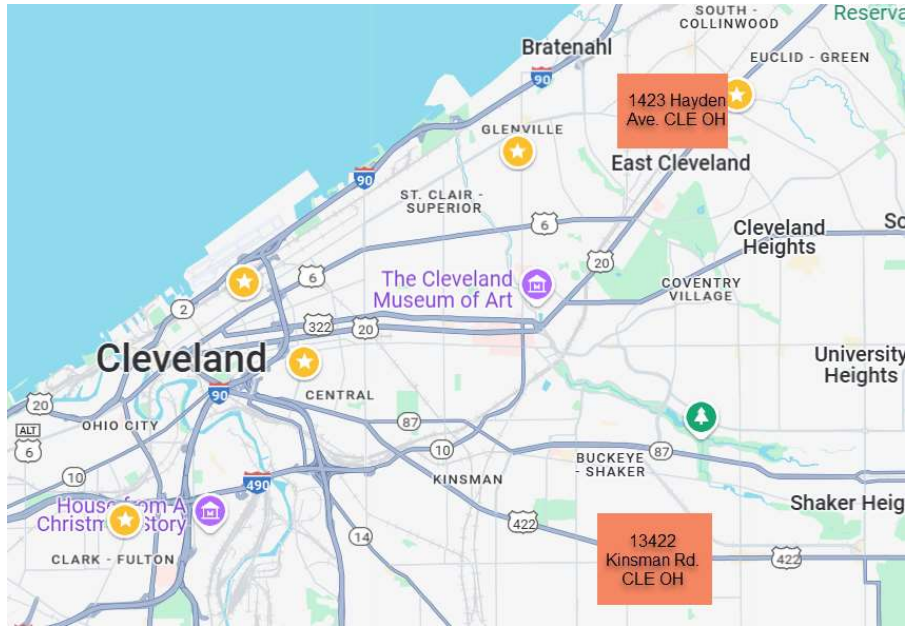 Reserva
SOUTH -
COLLINWOOD
Bratenahl
EUCLID - GREEN
90
1423 Hayden
Ave. CLE OH
GLENVILLE
East Cleveland
90
ST. CLAIR -
SUPERIOR
6
Cleveland
Heights
So
20
6
The Cleveland
Museum of Art
COVENTRY
VILLAGE
2
322
20
Cleveland
University
Heights
90
CENTRAL
20
OHIO CITY
87
ALT
6
10
BUCKEYE
- SHAKER
87
10
KINSMAN
490
House from A
Christmas Story
Shaker Heig
422
14
13422
Kinsman Rd.
CLE OH
CLARK - FULTON
422